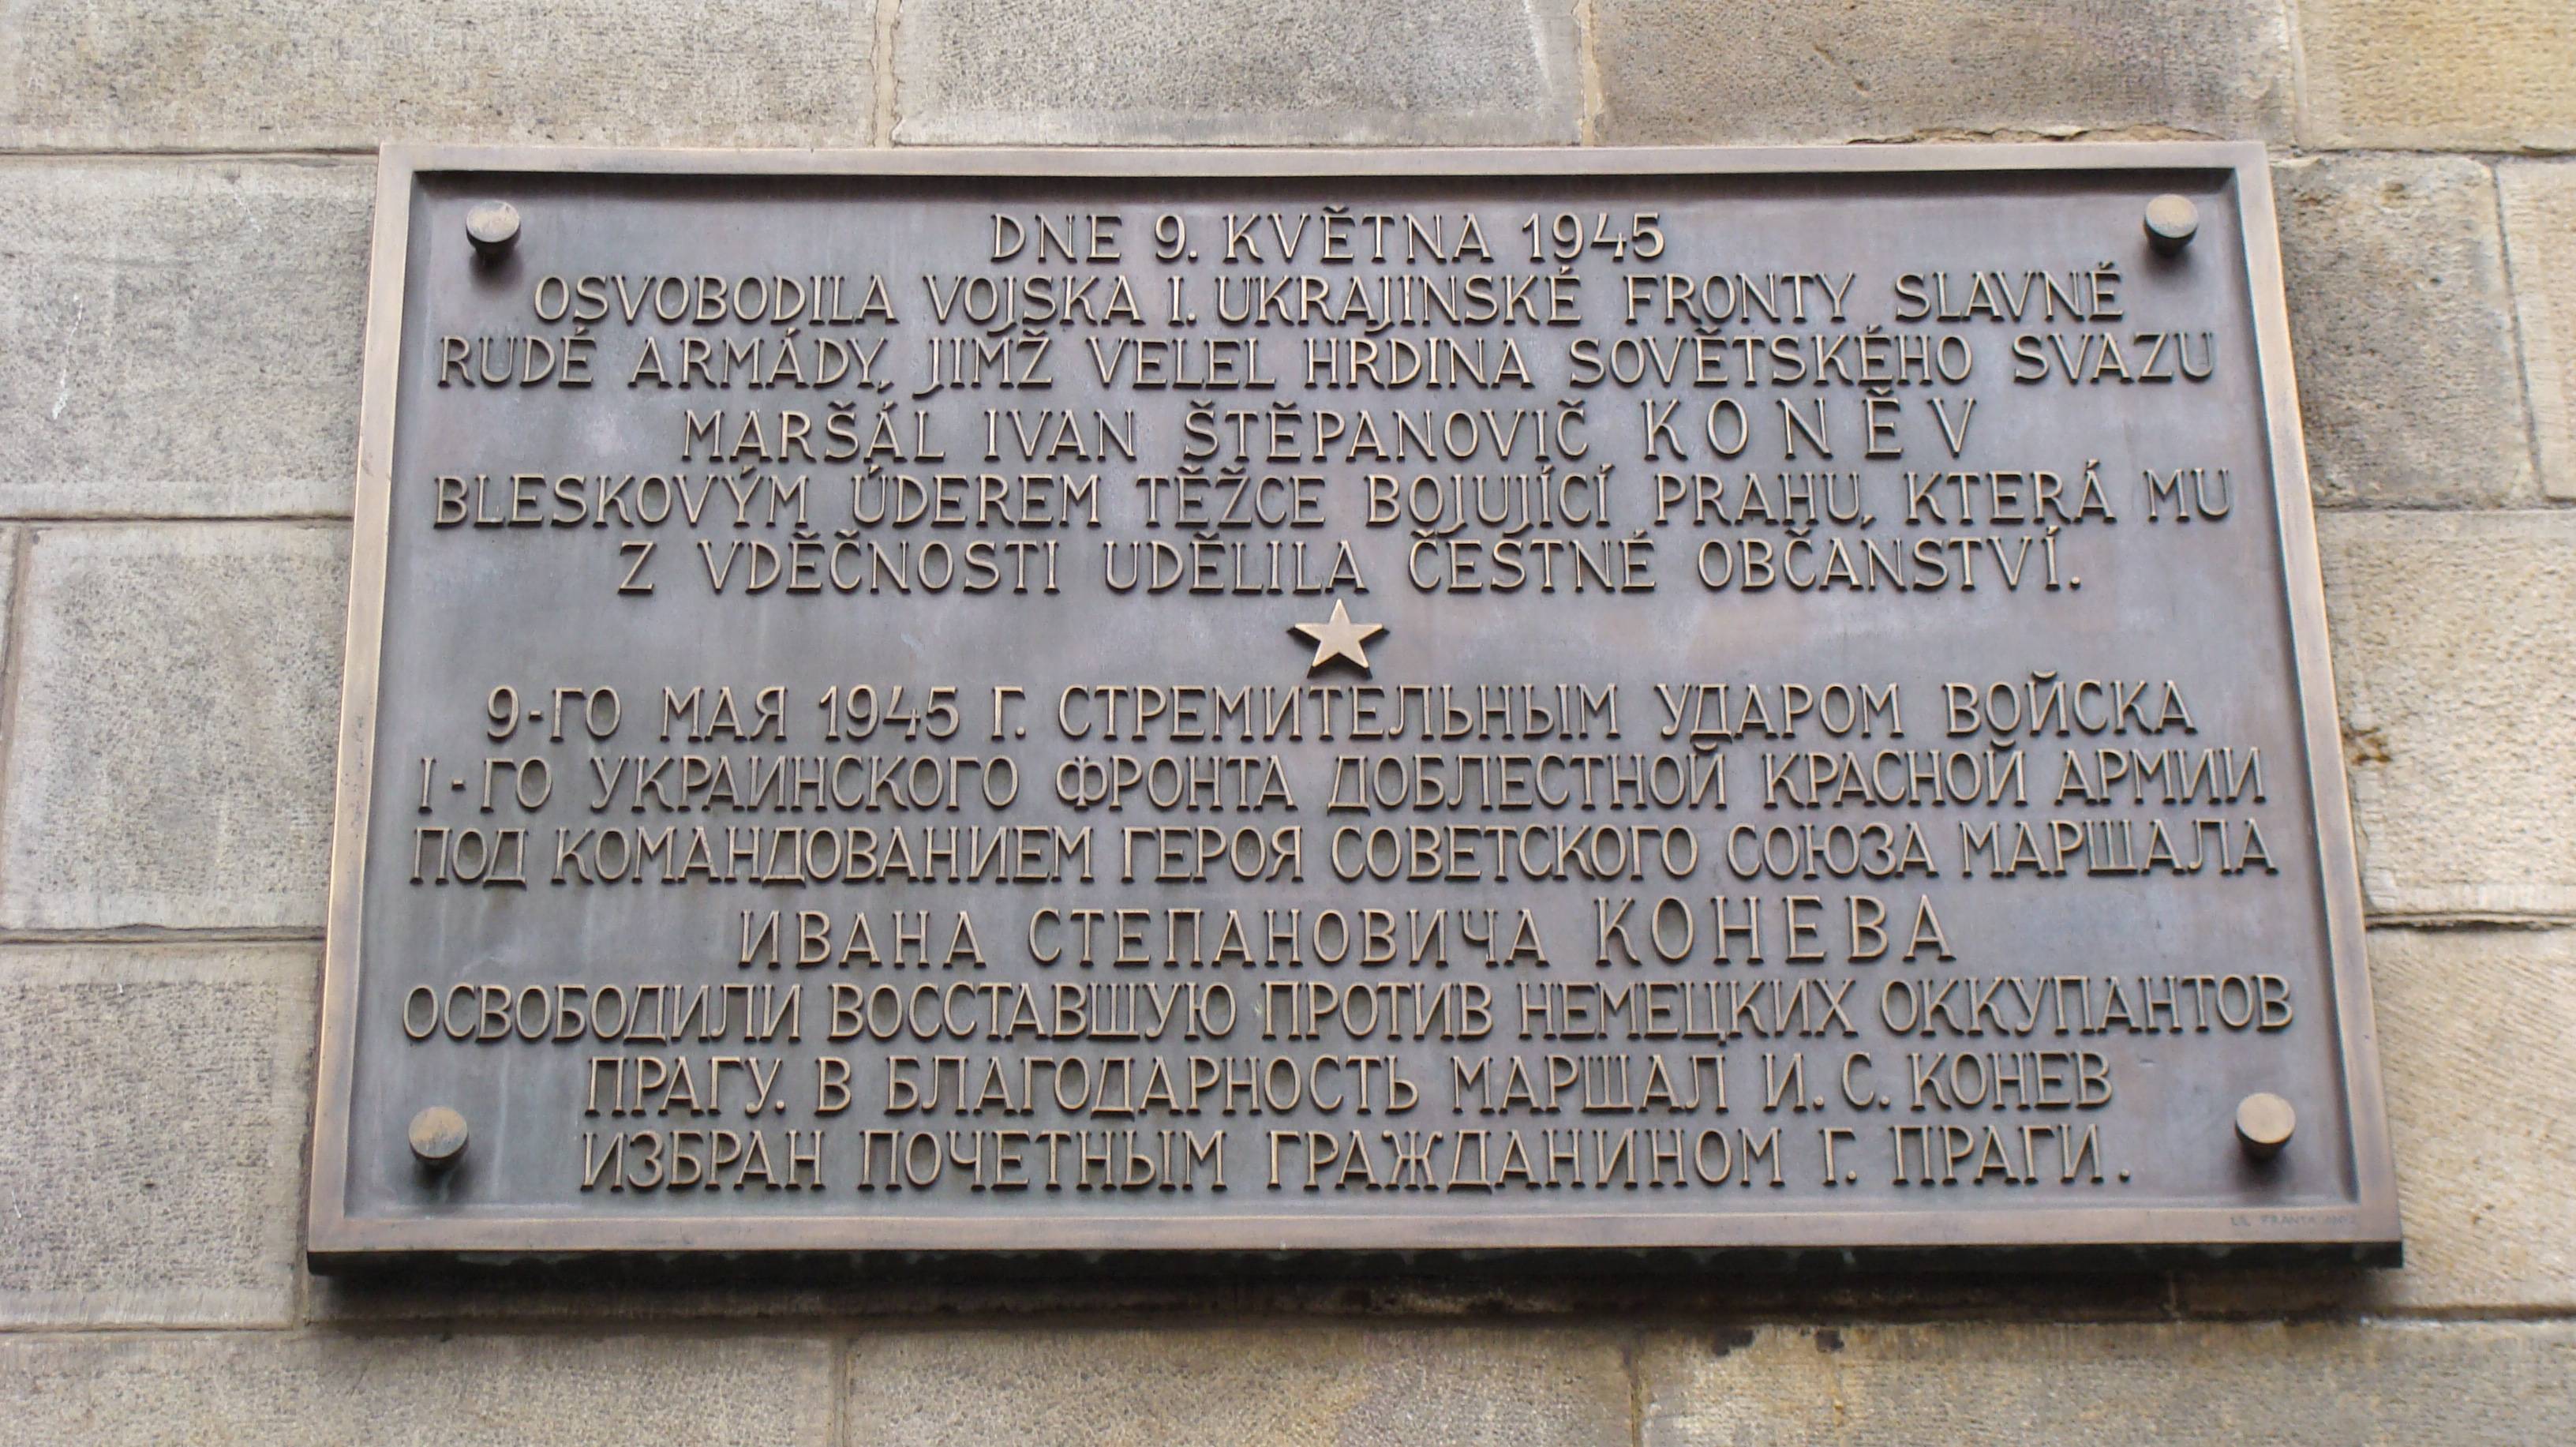 DNE 9. KVĚTNA 1945
OSVOBODILA VOJSKA I. UKRAJINSKÉ FRONTY SLAVNÉ
RUDÉ ARMÁDY, JIMŽ VELEL HRDINA SOVĚTSKÉHO SVAZU
MARŠÁL IVAN ŠTĚPANOVIČ KONĚV
BLESKOVÝM ÚDEREM TĚŽCE BOJUJÍCÍ PRAHU, KTERÁ MU
Z VDĚČNOSTI UDĚLILA ČESTNÉ OBČANSTVÍ.
9-ГО МАЯ 1945 Г. СТРЕМИТЕЛЬНЫМ УДАРОМ ВОЙСКА
I-ГО УКРАИНСКОГО ФРОНТА ДОБЛЕСТНОЙ КРАСНОЙ АРМИИ
ПОД КОМАНДОВАНИЕМ ГЕРОЯ СОВЕТСКОГО СОЮЗА МАРШАЛА
ИВАНА СТЕПАНОВИЧА КОНЕВА
ОСВОБОДИЛИ ВОССТАВШУЮ ПРОТИВ НЕМЕЦКИХ ОККУПАНТОВ
ПРАГУ. В БЛАГОДАРНОСТЬ МАРШАЛ И. С. КОНЕВ
ИЗБРАН ПОЧЕТНЫМ ГРАЖДАНИНОМ Г. ПРАГИ.